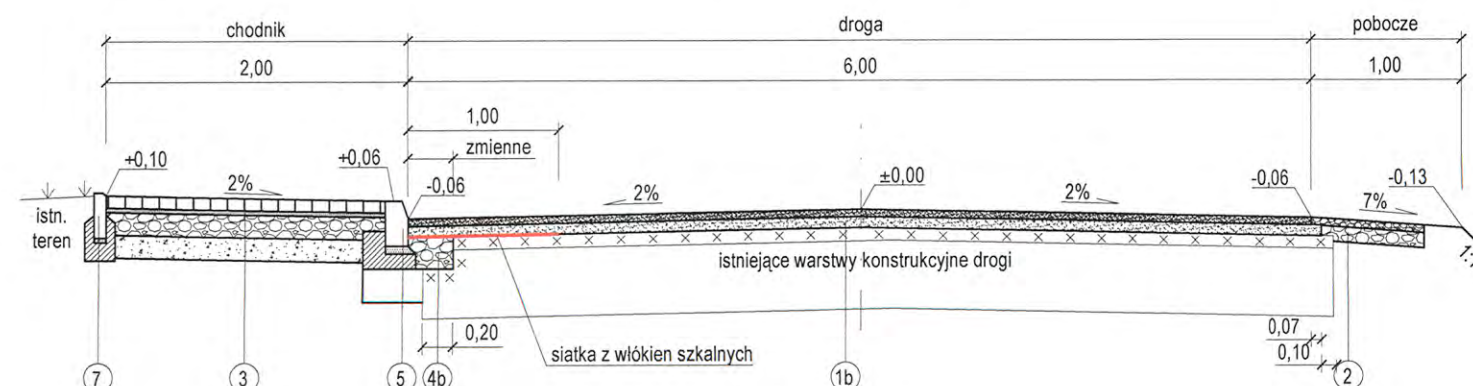 chodnik
droga
pobocze
2,00
6,00
1,00
1,00
zmienne
+0,10
+0,06
-0,06
±0,00
-0,06
-0,13
2%
2%
2%
7%
istn.
teren
istniejące warstwy konstrukcyjne drogi
0,20
siatka z włókien szkalnych
0,07
0,10
7
3
5
4b
1b
2